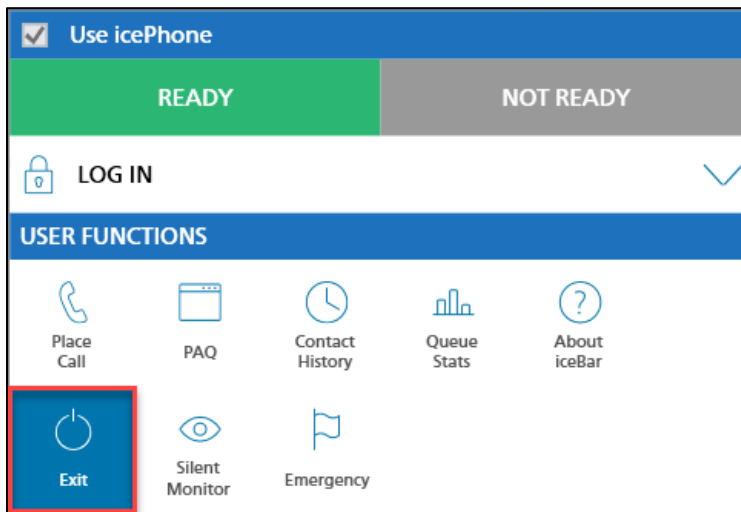 Use icePhone
READY
NOT READY
LOG IN
USER FUNCTIONS
Place
Call
PAQ
Contact
History
Queue
Stats
About
iceBar
Exit
Silent
Monitor
Emergency